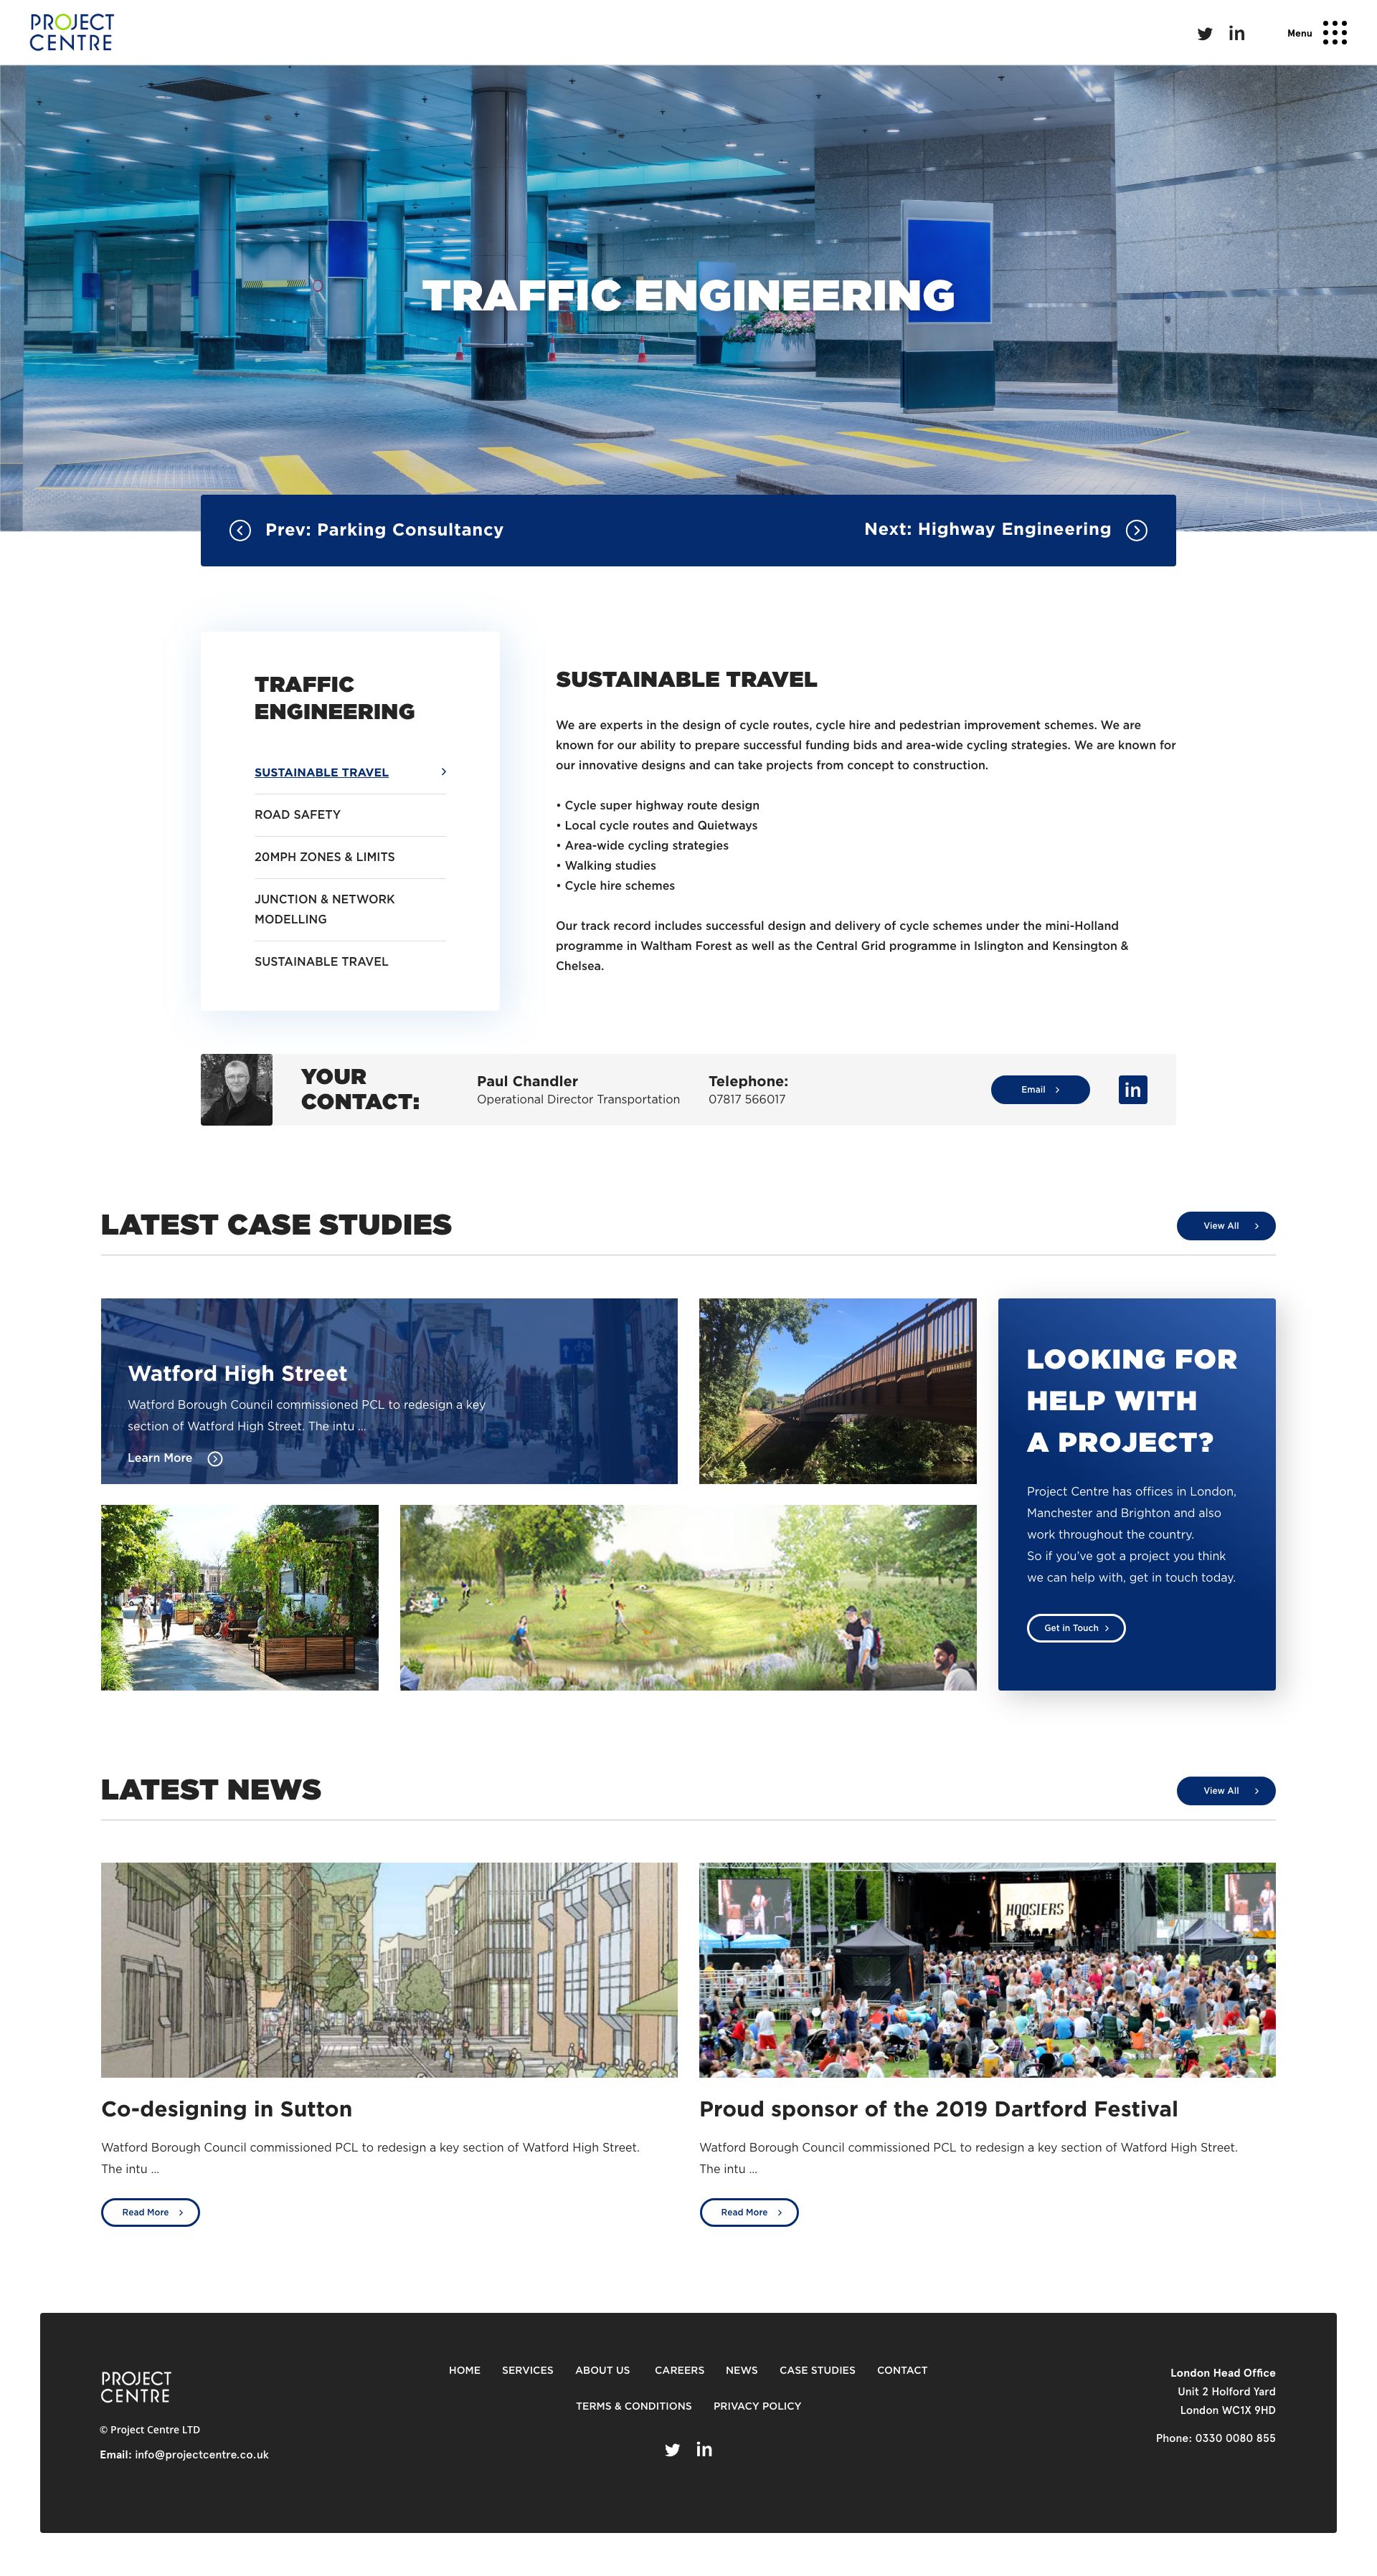 PROJECT
CENTRE
Menu
TRAFFIC ENGINEERING
Prev: Parking Consultancy
Next: Highway Engineering
TRAFFIC
ENGINEERING
SUSTAINABLE TRAVEL
ROAD SAFETY
20MPH ZONES & LIMITS
JUNCTION & NETWORK
MODELLING
SUSTAINABLE TRAVEL
SUSTAINABLE TRAVEL
We are experts in the design of cycle routes, cycle hire and pedestrian improvement schemes. We are
known for our ability to prepare successful funding bids and area-wide cycling strategies. We are known for
our innovative designs and can take projects from concept to construction.
• Cycle super highway route design
• Local cycle routes and Quietways
• Area-wide cycling strategies
• Walking studies
• Cycle hire schemes
Our track record includes successful design and delivery of cycle schemes under the mini-Holland
programme in Waltham Forest as well as the Central Grid programme in Islington and Kensington &
Chelsea.
YOUR
CONTACT:
Paul Chandler
Operational Director Transportation
Telephone:
07817 566017
Email
in
LATEST CASE STUDIES
View All
Watford High Street
Watford Borough Council commissioned PCL to redesign a key
section of Watford High Street. The intu ...
Learn More
LOOKING FOR
HELP WITH
A PROJECT?
Project Centre has offices in London,
Manchester and Brighton and also
work throughout the country.
So if you've got a project you think
we can help with, get in touch today.
Get in Touch
LATEST NEWS
View All
HOOSIERS
Co-designing in Sutton
Watford Borough Council commissioned PCL to redesign a key section of Watford High Street.
The intu ...
Read More
Proud sponsor of the 2019 Dartford Festival
Watford Borough Council commissioned PCL to redesign a key section of Watford High Street.
The intu ...
Read More
PROJECT
CENTRE
© Project Centre LTD
Email: info@projectcentre.co.uk
HOME SERVICES ABOUT US CAREERS NEWS CASE STUDIES CONTACT
TERMS & CONDITIONS PRIVACY POLICY
in
London Head Office
Unit 2 Holford Yard
London WC1X 9HD
Phone: 0330 0080 855